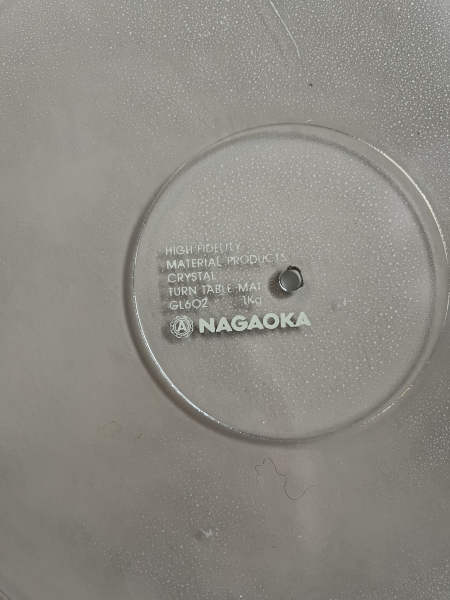 HIGH FIDELITY
MATERIAL PRODUCTS
CRYSTAL
TURN TABLE MAT
GL602 1Kg
A NAGAOKA